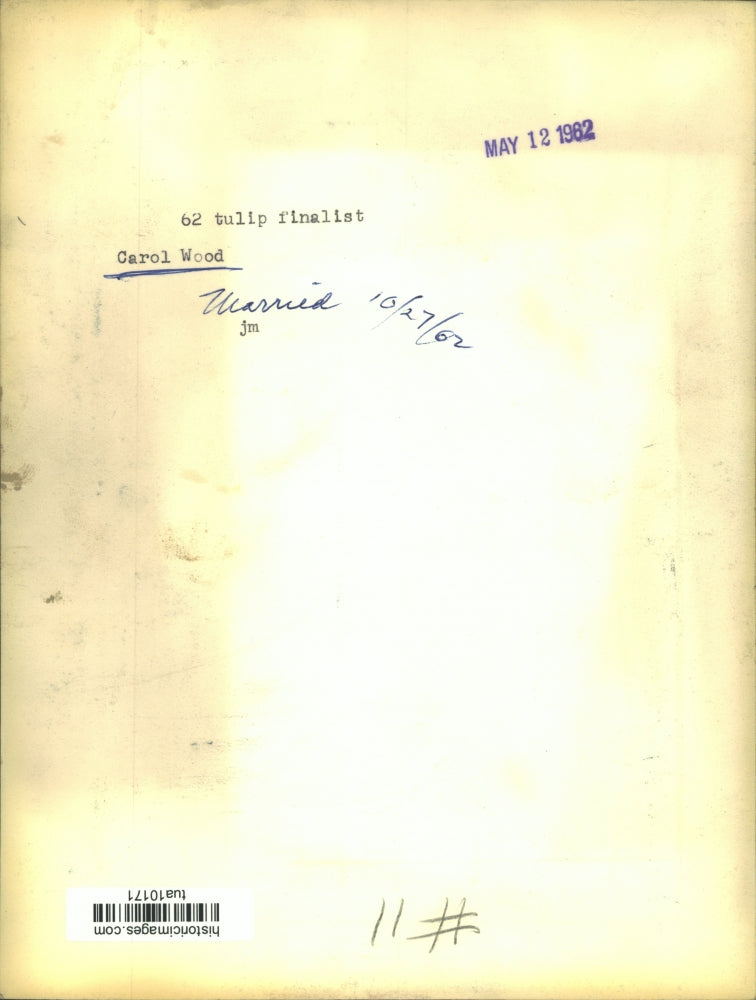 MAY 12 1962
62 tulip finalist
Carol Wood
Married 10/27/62
jm
tua10171
historicimages.com
11 #